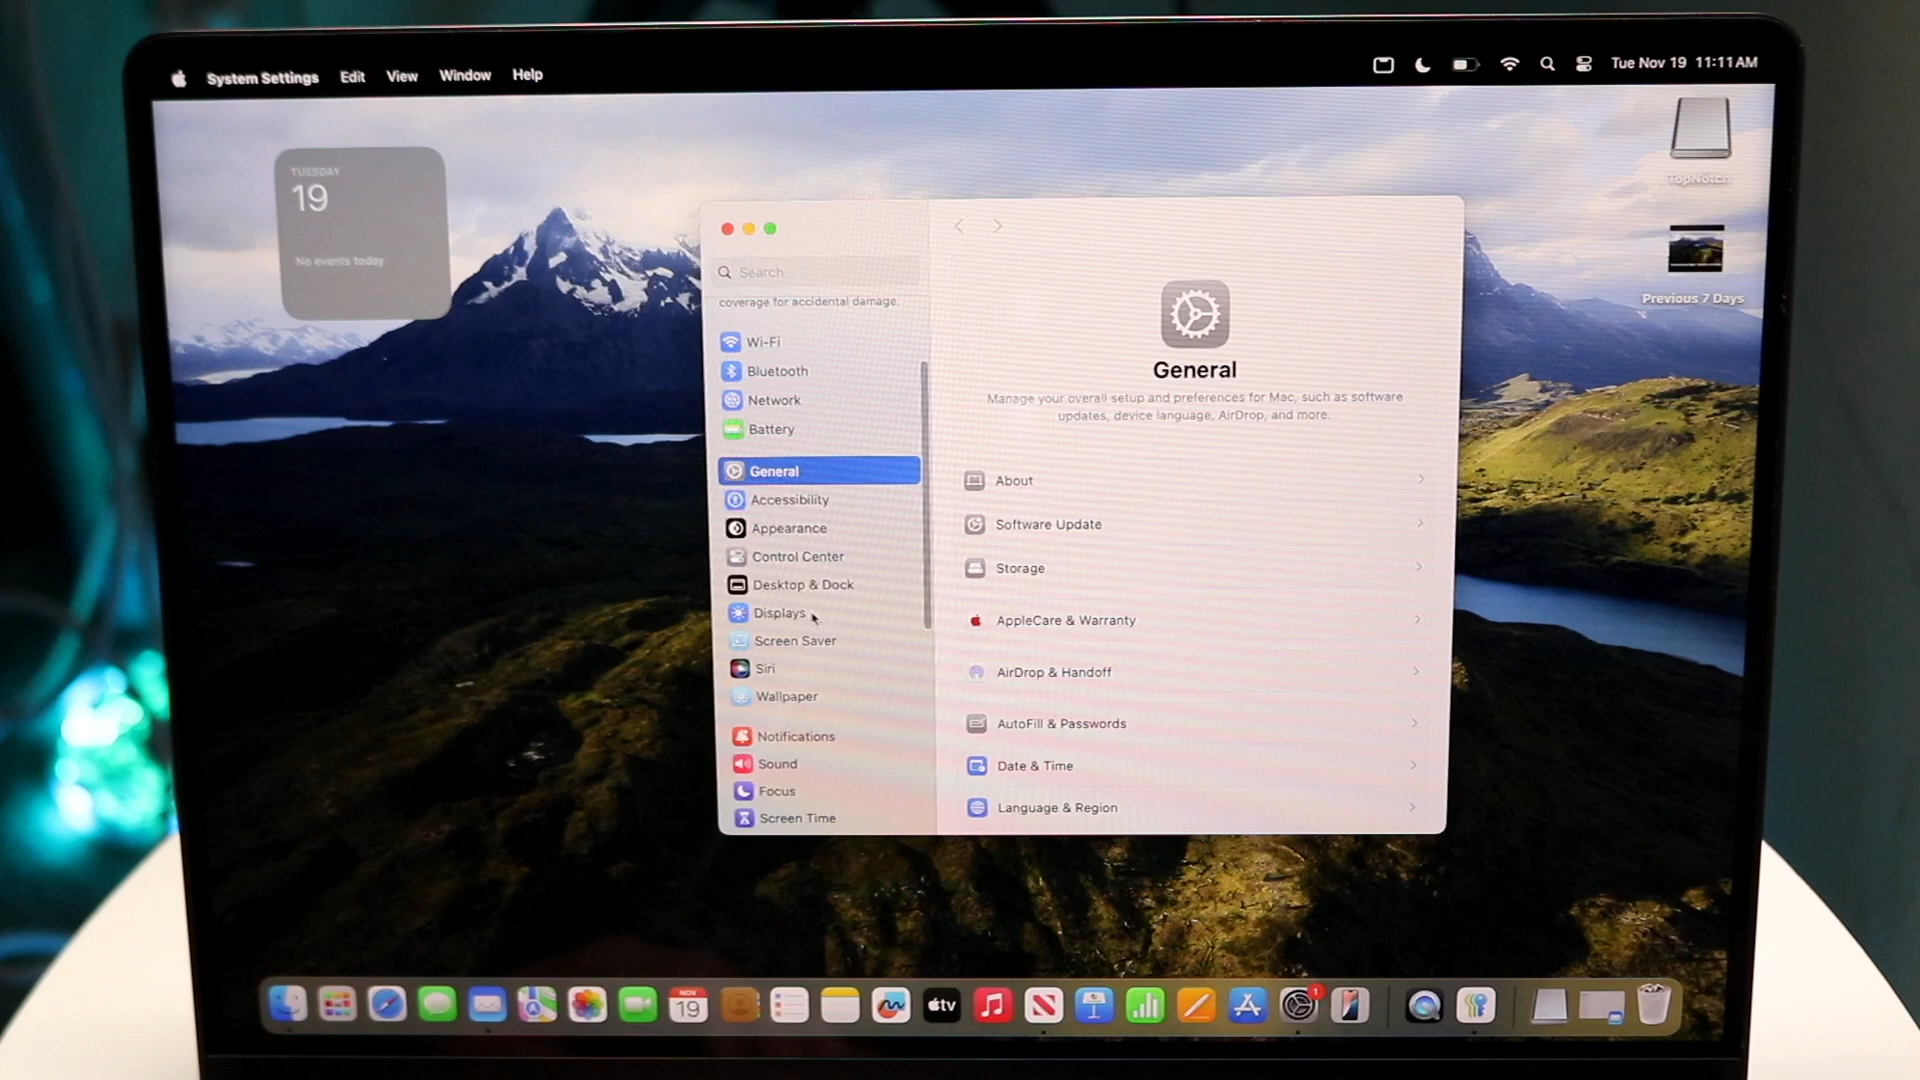 System Settings Edit View Window Help
Tue Nov 19 11:11 AM
TUESDAY
19
No events today
TopNotch
Previous 7 Days
Search
coverage for accidental damage.
Wi-Fi
Bluetooth
Network
Battery
General
Accessibility
Appearance
Control Center
Desktop & Dock
Displays
Screen Saver
Siri
Wallpaper
Notifications
Sound
Focus
Screen Time
General
Manage your overall setup and preferences for Mac, such as software
updates, device language, AirDrop, and more.
About
Software Update
Storage
AppleCare & Warranty
AirDrop & Handoff
AutoFill & Passwords
Date & Time
Language & Region
NOV
19
tv
1